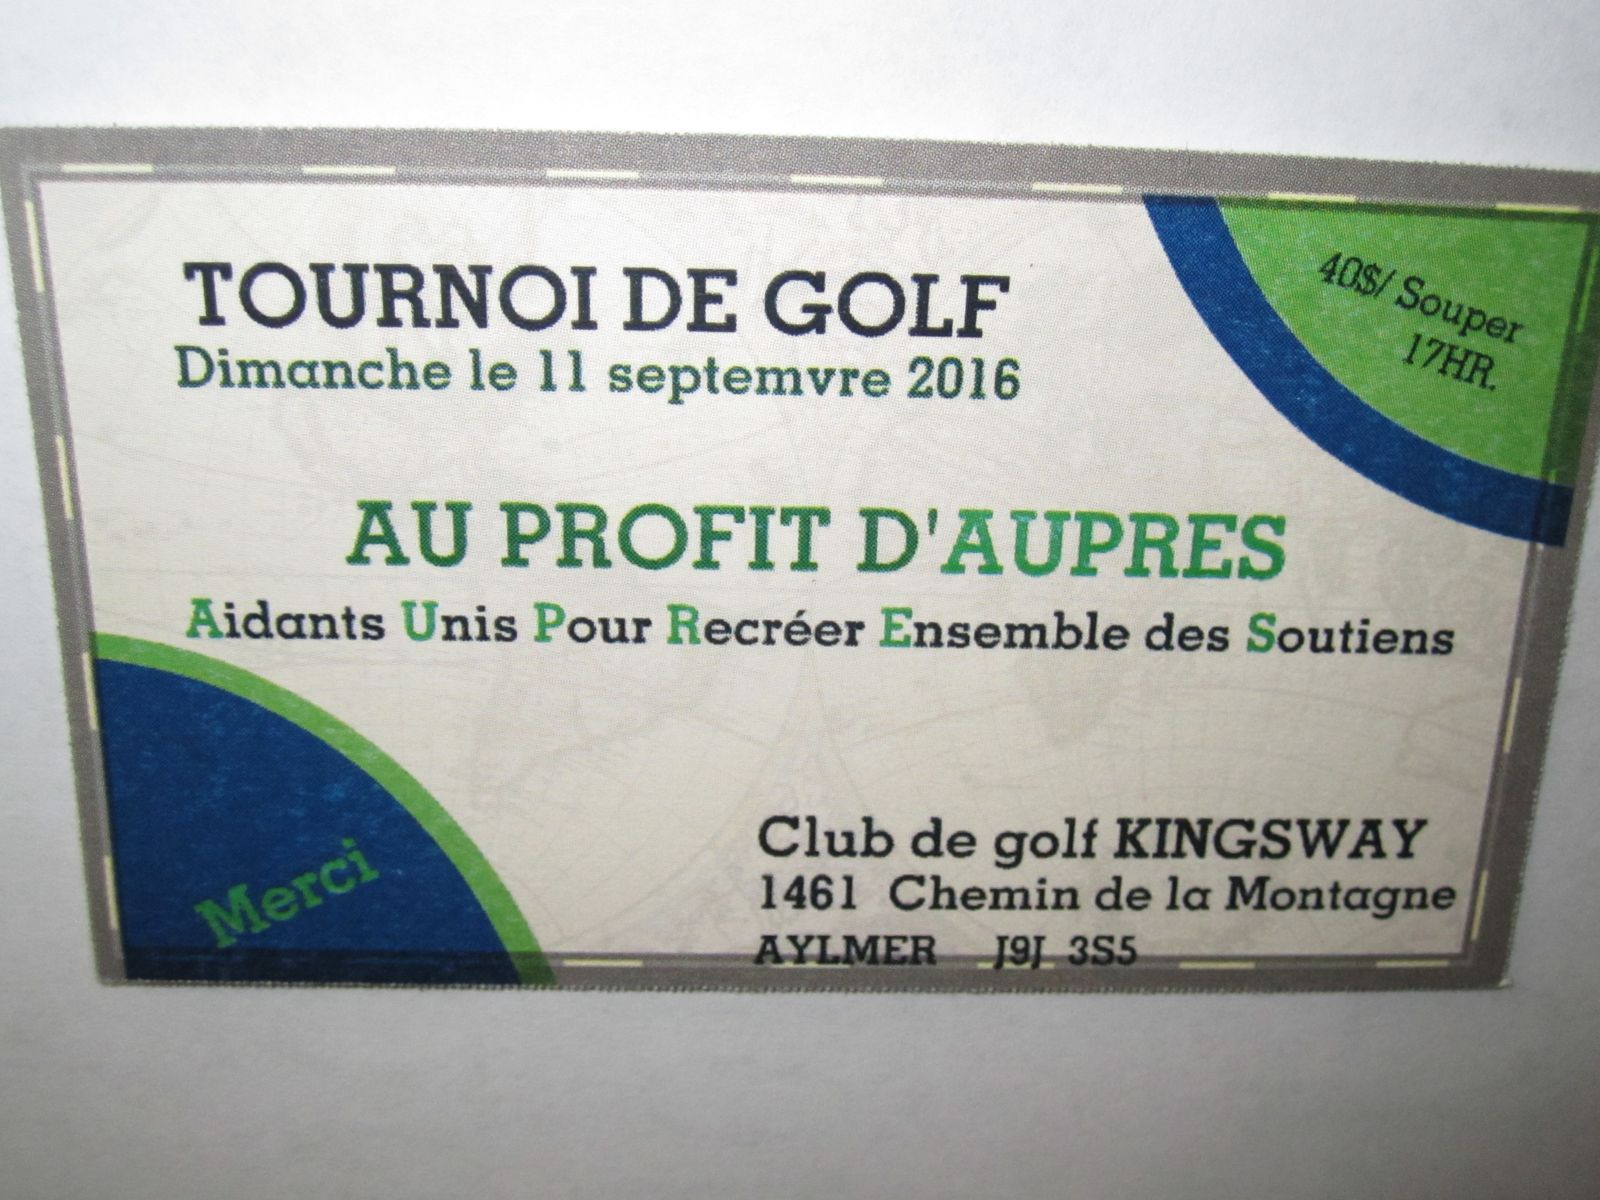 TOURNOI DE GOLF
Dimanche le 11 septemvre 2016
40$/ Souper
17HR.
AU PROFIT D'AUPRES
Aidants Unis Pour Recréer Ensemble des Soutiens
Merci
Club de golf KINGSWAY
1461 Chemin de la Montagne
AYLMER J9J 3S5